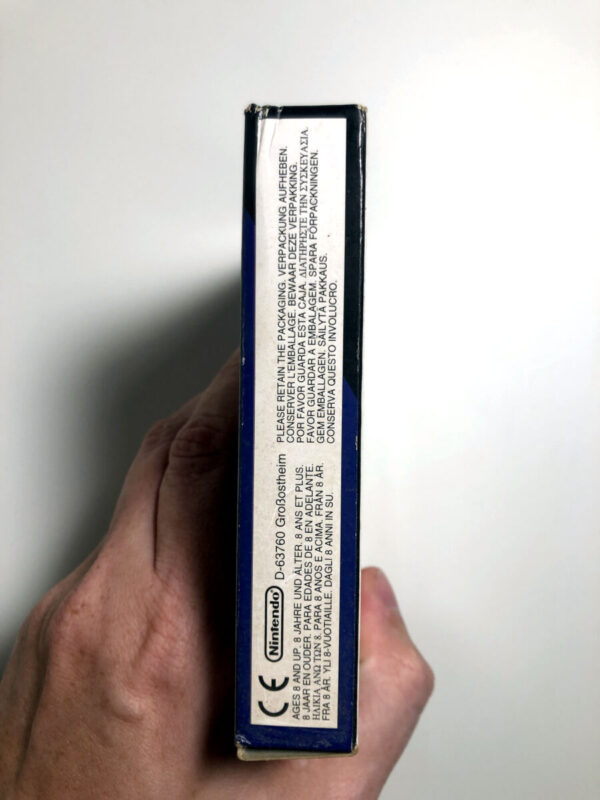 CE Nintendo D-63760 Großostheim
AGES 8 AND UP. 8 JAHRE UND ÄLTER. 8 ANS ET PLUS.
8 JAAR EN OUDER. PARA EDADES DE 8 EN ADELANTE.
ΗΛΙΚΙΑ ΑΝΩ ΤΩΝ 8. PARA 8 ANOS E ACIMA. FRÅN 8 ÅR.
FRA 8 ÅR. YLI 8-VUOTIAILLE. DAGLI 8 ANNI IN SU.
PLEASE RETAIN THE PACKAGING. VERPACKUNG AUFHEBEN.
CONSERVER L'EMBALLAGE. BEWAAR DEZE VERPAKKING.
POR FAVOR GUARDA ESTA CAJA. ΔΙΑΤΗΡΗΣΤΕ ΤΗΝ ΣΥΣΚΕΥΑΣΙΑ.
FAVOR GUARDAR A EMBALAGEM. SPARA FÖRPACKNINGEN.
GEM EMBALLAGEN. SÄILYTÄ PAKKAUS.
CONSERVA QUESTO INVOLUCRO.